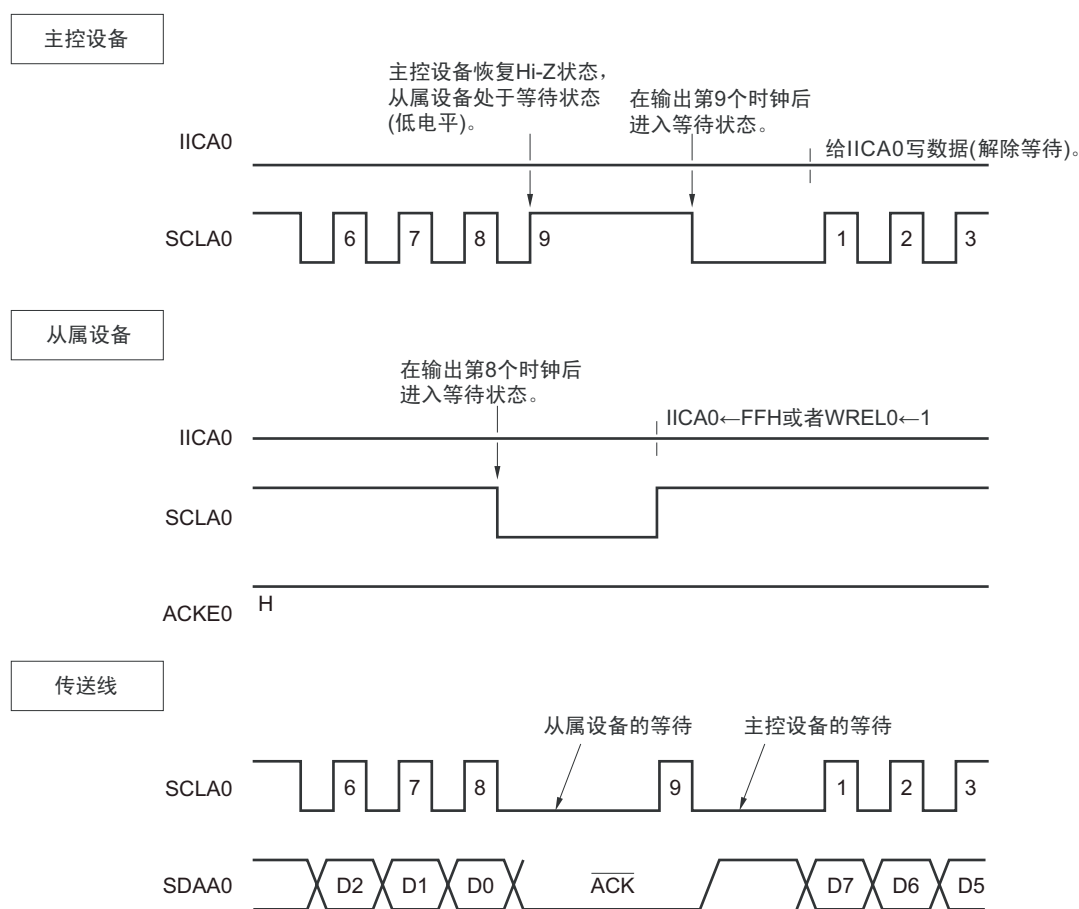 主控设备
主控设备恢复Hi-Z状态，
从属设备处于等待状态
(低电平)。
在输出第9个时钟后
进入等待状态。
给IICA0写数据(解除等待)。
IICA0
SCLA0
6 7 8 9 1 2 3
从属设备
在输出第8个时钟后
进入等待状态。
IICA0←FFH或者WREL0←1
IICA0
SCLA0
ACKE0
H
传送线
从属设备的等待 主控设备的等待
SCLA0
6 7 8 9 1 2 3
SDAA0
D2 D1 D0 ACK D7 D6 D5